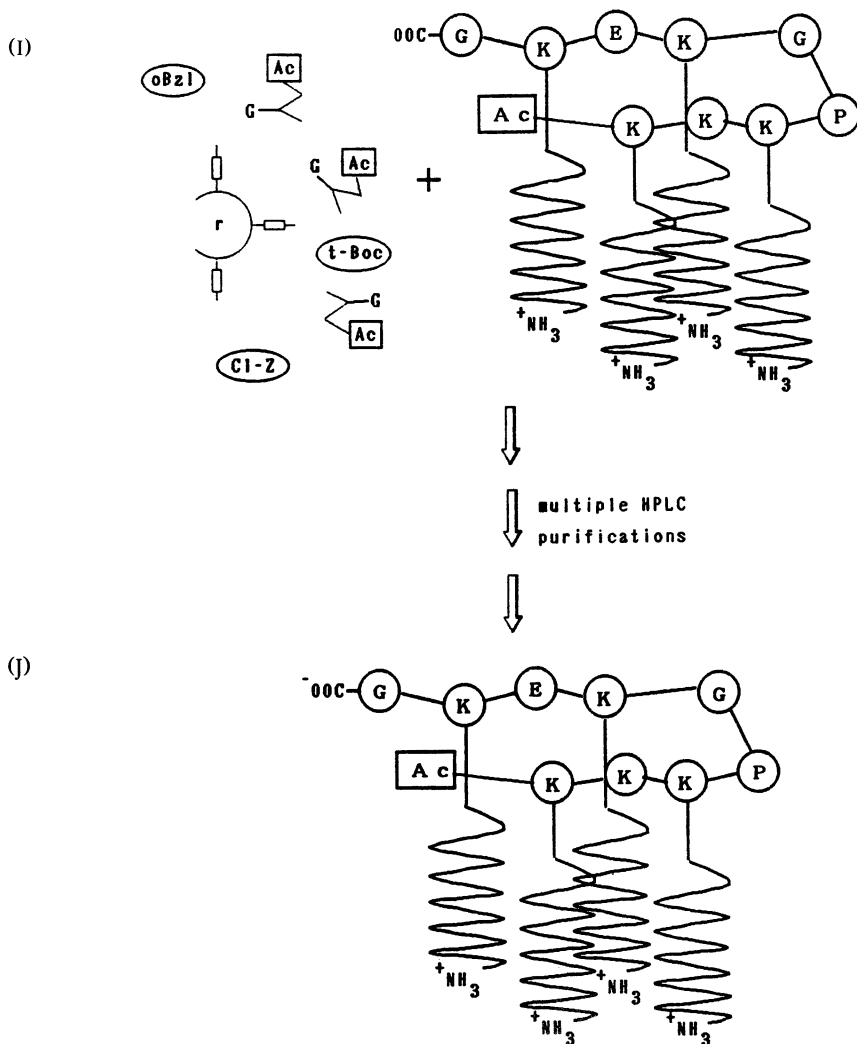 (I)
OOC-G K E K G
P
K K K
Ac
oBzl
Ac
G
G Ac
r
t-Boc
G
Ac
Cl-Z
+
+NH3
+NH3
+NH3
+NH3
multiple HPLC
purifications
(J)
-OOC-G K E K G
Ac K K K P
+NH3
+NH3
+NH3
+NH3